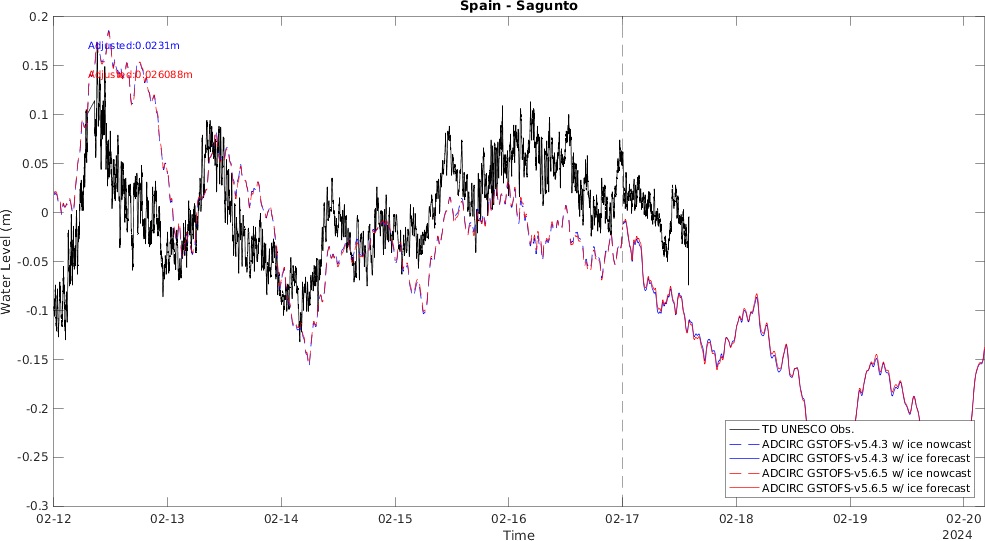 Spain - Sagunto
0.2
0.15
0.1
0.05
0
-0.05
-0.1
-0.15
-0.2
-0.25
-0.3
Water Level (m)
Adjusted:0.0231m
Adjusted:0.026088m
TD UNESCO Obs.
ADCIRC GSTOFS-v5.4.3 w/ ice nowcast
ADCIRC GSTOFS-v5.4.3 w/ ice forecast
ADCIRC GSTOFS-v5.6.5 w/ ice nowcast
ADCIRC GSTOFS-v5.6.5 w/ ice forecast
02-12 02-13 02-14 02-15 02-16 02-17 02-18 02-19 02-20
Time
2024